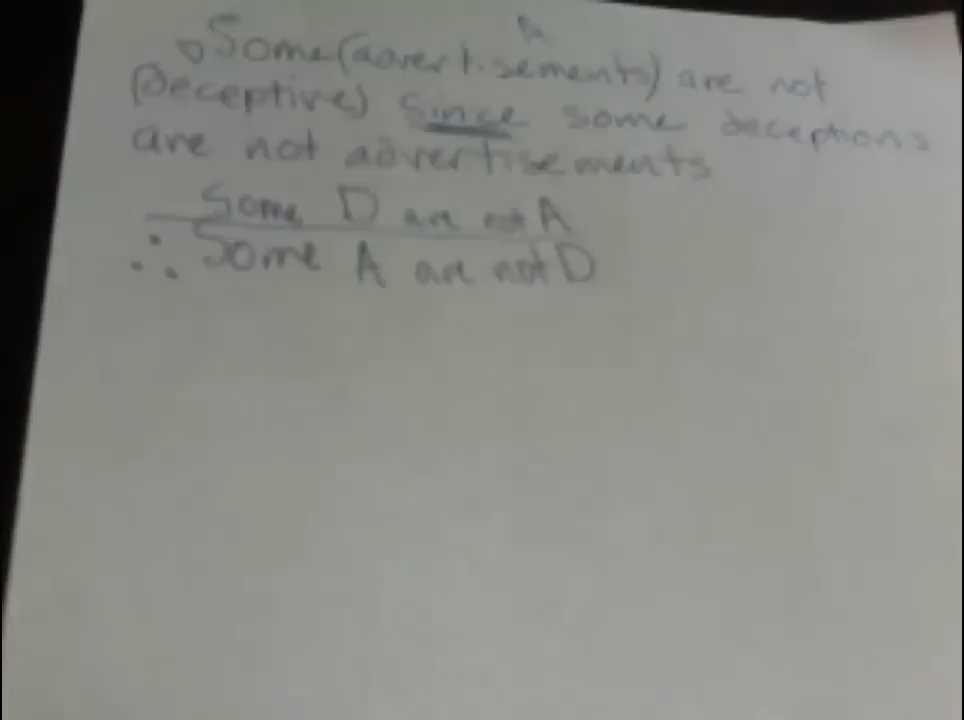 A
Some (advertisements) are not
(Deceptive) since some deceptions
are not advertisements
Some D are not A
∴ Some A are not D